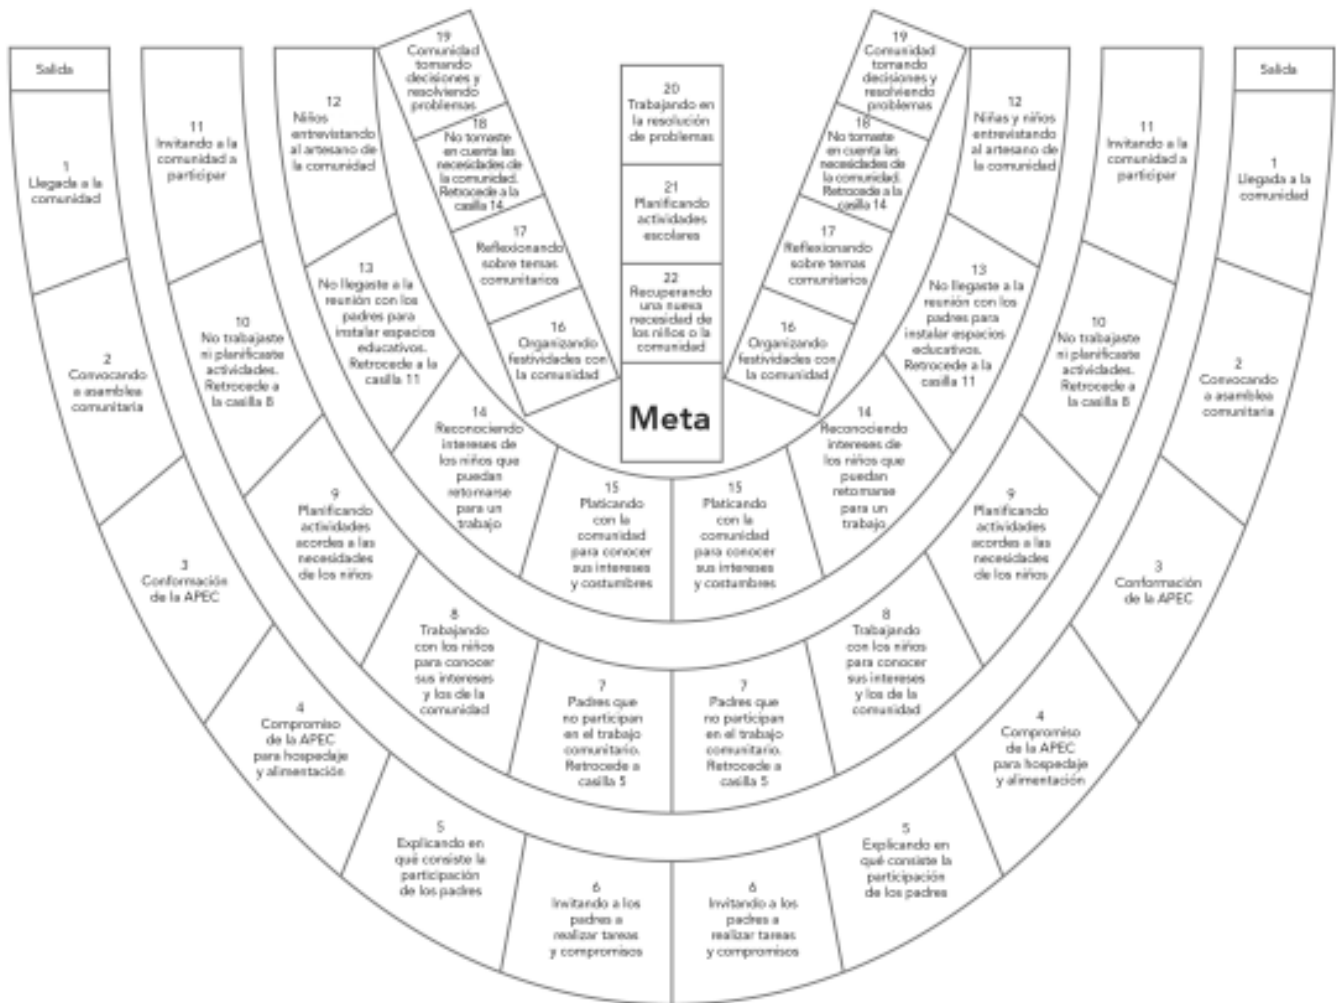 Salida
1
Llegada a la
comunidad
2
Convocando
a asamblea
comunitaria
3
Conformación
de la APEC
4
Compromiso
de la APEC
para hospedaje
y alimentación
5
Explicando en
qué consiste la
participación
de los padres
6
Invitando a los
padres a
realizar tareas
y compromisos
11
Invitando a la
comunidad a
participar
10
No trabajaste
ni planificaste
actividades.
Retrocede a
la casilla 8
9
Planificando
actividades
acordes a las
necesidades
de los niños
8
Trabajando
con los niños
para conocer
sus intereses
y los de la
comunidad
7
Padres que
no participan
en el trabajo
comunitario.
Retrocede a
casilla 5
12
Niños
entrevistando
al artesano de
la comunidad
13
No llegaste a la
reunión con los
padres para
instalar espacios
educativos.
Retrocede a la
casilla 11
14
Reconociendo
intereses de
los niños que
puedan
retomarse
para un
trabajo
15
Platicando
con la
comunidad
para conocer
sus intereses
y costumbres
19
Comunidad
tomando
decisiones y
resolviendo
problemas
18
No tomaste
en cuenta las
necesidades de
la comunidad.
Retrocede a la
casilla 14
17
Reflexionando
sobre temas
comunitarios
16
Organizando
festividades con
la comunidad
20
Trabajando en
la resolución
de problemas
21
Planificando
actividades
escolares
22
Recuperando
una nueva
necesidad de
los niños o la
comunidad
Meta
19
Comunidad
tomando
decisiones y
resolviendo
problemas
18
No tomaste
en cuenta las
necesidades de
la comunidad.
Retrocede a la
casilla 14
17
Reflexionando
sobre temas
comunitarios
16
Organizando
festividades con
la comunidad
12
Niñas y niños
entrevistando
al artesano de
la comunidad
13
No llegaste a la
reunión con los
padres para
instalar espacios
educativos.
Retrocede a la
casilla 11
14
Reconociendo
intereses de
los niños que
puedan
retomarse
para un
trabajo
15
Platicando
con la
comunidad
para conocer
sus intereses
y costumbres
11
Invitando a la
comunidad a
participar
10
No trabajaste
ni planificaste
actividades.
Retrocede a
la casilla 8
9
Planificando
actividades
acordes a las
necesidades
de los niños
8
Trabajando
con los niños
para conocer
sus intereses
y los de la
comunidad
7
Padres que
no participan
en el trabajo
comunitario.
Retrocede a
casilla 5
Salida
1
Llegada a la
comunidad
2
Convocando
a asamblea
comunitaria
3
Conformación
de la APEC
4
Compromiso
de la APEC
para hospedaje
y alimentación
5
Explicando en
qué consiste la
participación
de los padres
6
Invitando a los
padres a
realizar tareas
y compromisos